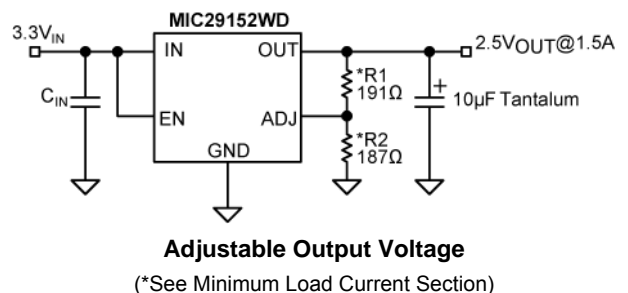 MIC29152WD
3.3VIN
IN
OUT
2.5VOUT@1.5A
*R1
191Ω
CIN
+
10µF Tantalum
EN
ADJ
*R2
187Ω
GND
Adjustable Output Voltage
(*See Minimum Load Current Section)